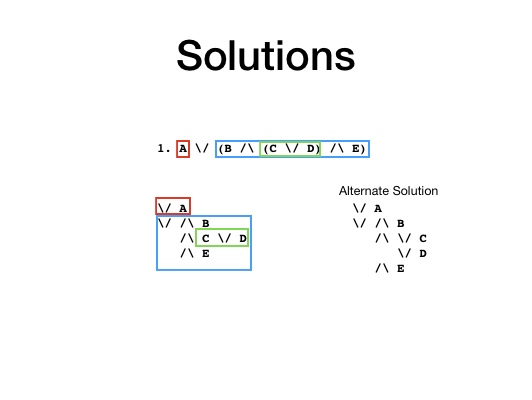 Solutions
1. A \/ (B /\ (C \/ D) /\ E)
\/ A
\/ /\ B
/\ C \/ D
/\ E
Alternate Solution
\/ A
\/ /\ B
/\ \/ C
\/ D
/\ E